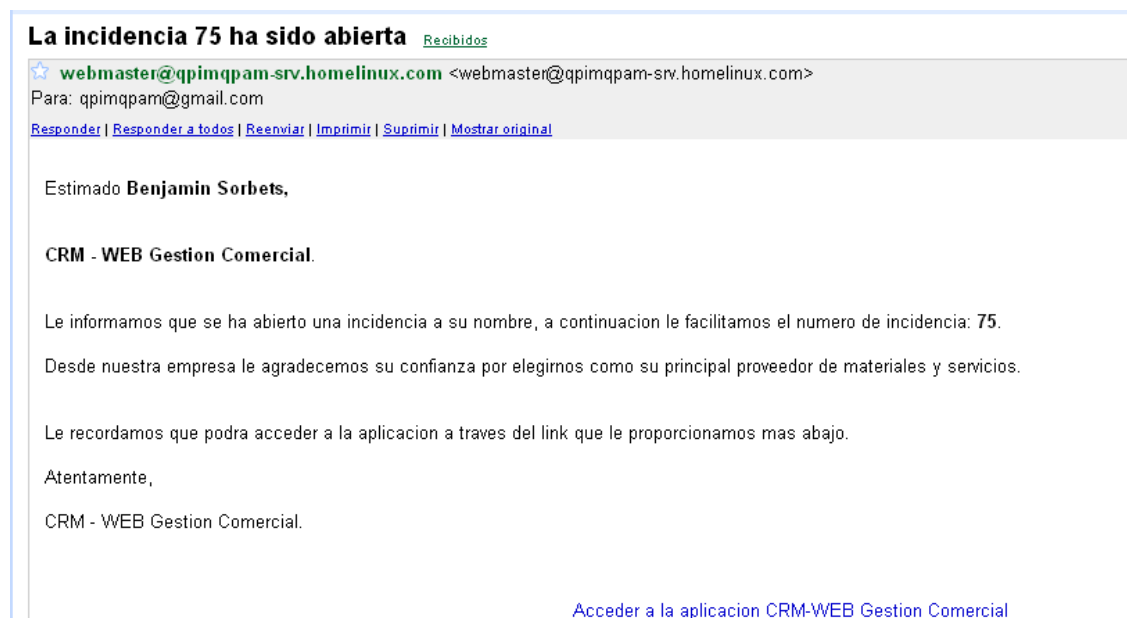 La incidencia 75 ha sido abierta Recibidos
webmaster@qpimqpam-srv.homelinux.com <webmaster@qpimqpam-srv.homelinux.com>
Para: qpimqpam@gmail.com
Responder | Responder a todos | Reenviar | Imprimir | Suprimir | Mostrar original
Estimado Benjamin Sorbets,
CRM - WEB Gestion Comercial.
Le informamos que se ha abierto una incidencia a su nombre, a continuacion le facilitamos el numero de incidencia: 75.
Desde nuestra empresa le agradecemos su confianza por elegirnos como su principal proveedor de materiales y servicios.
Le recordamos que podra acceder a la aplicacion a traves del link que le proporcionamos mas abajo.
Atentamente,
CRM - WEB Gestion Comercial.
Acceder a la aplicacion CRM-WEB Gestion Comercial